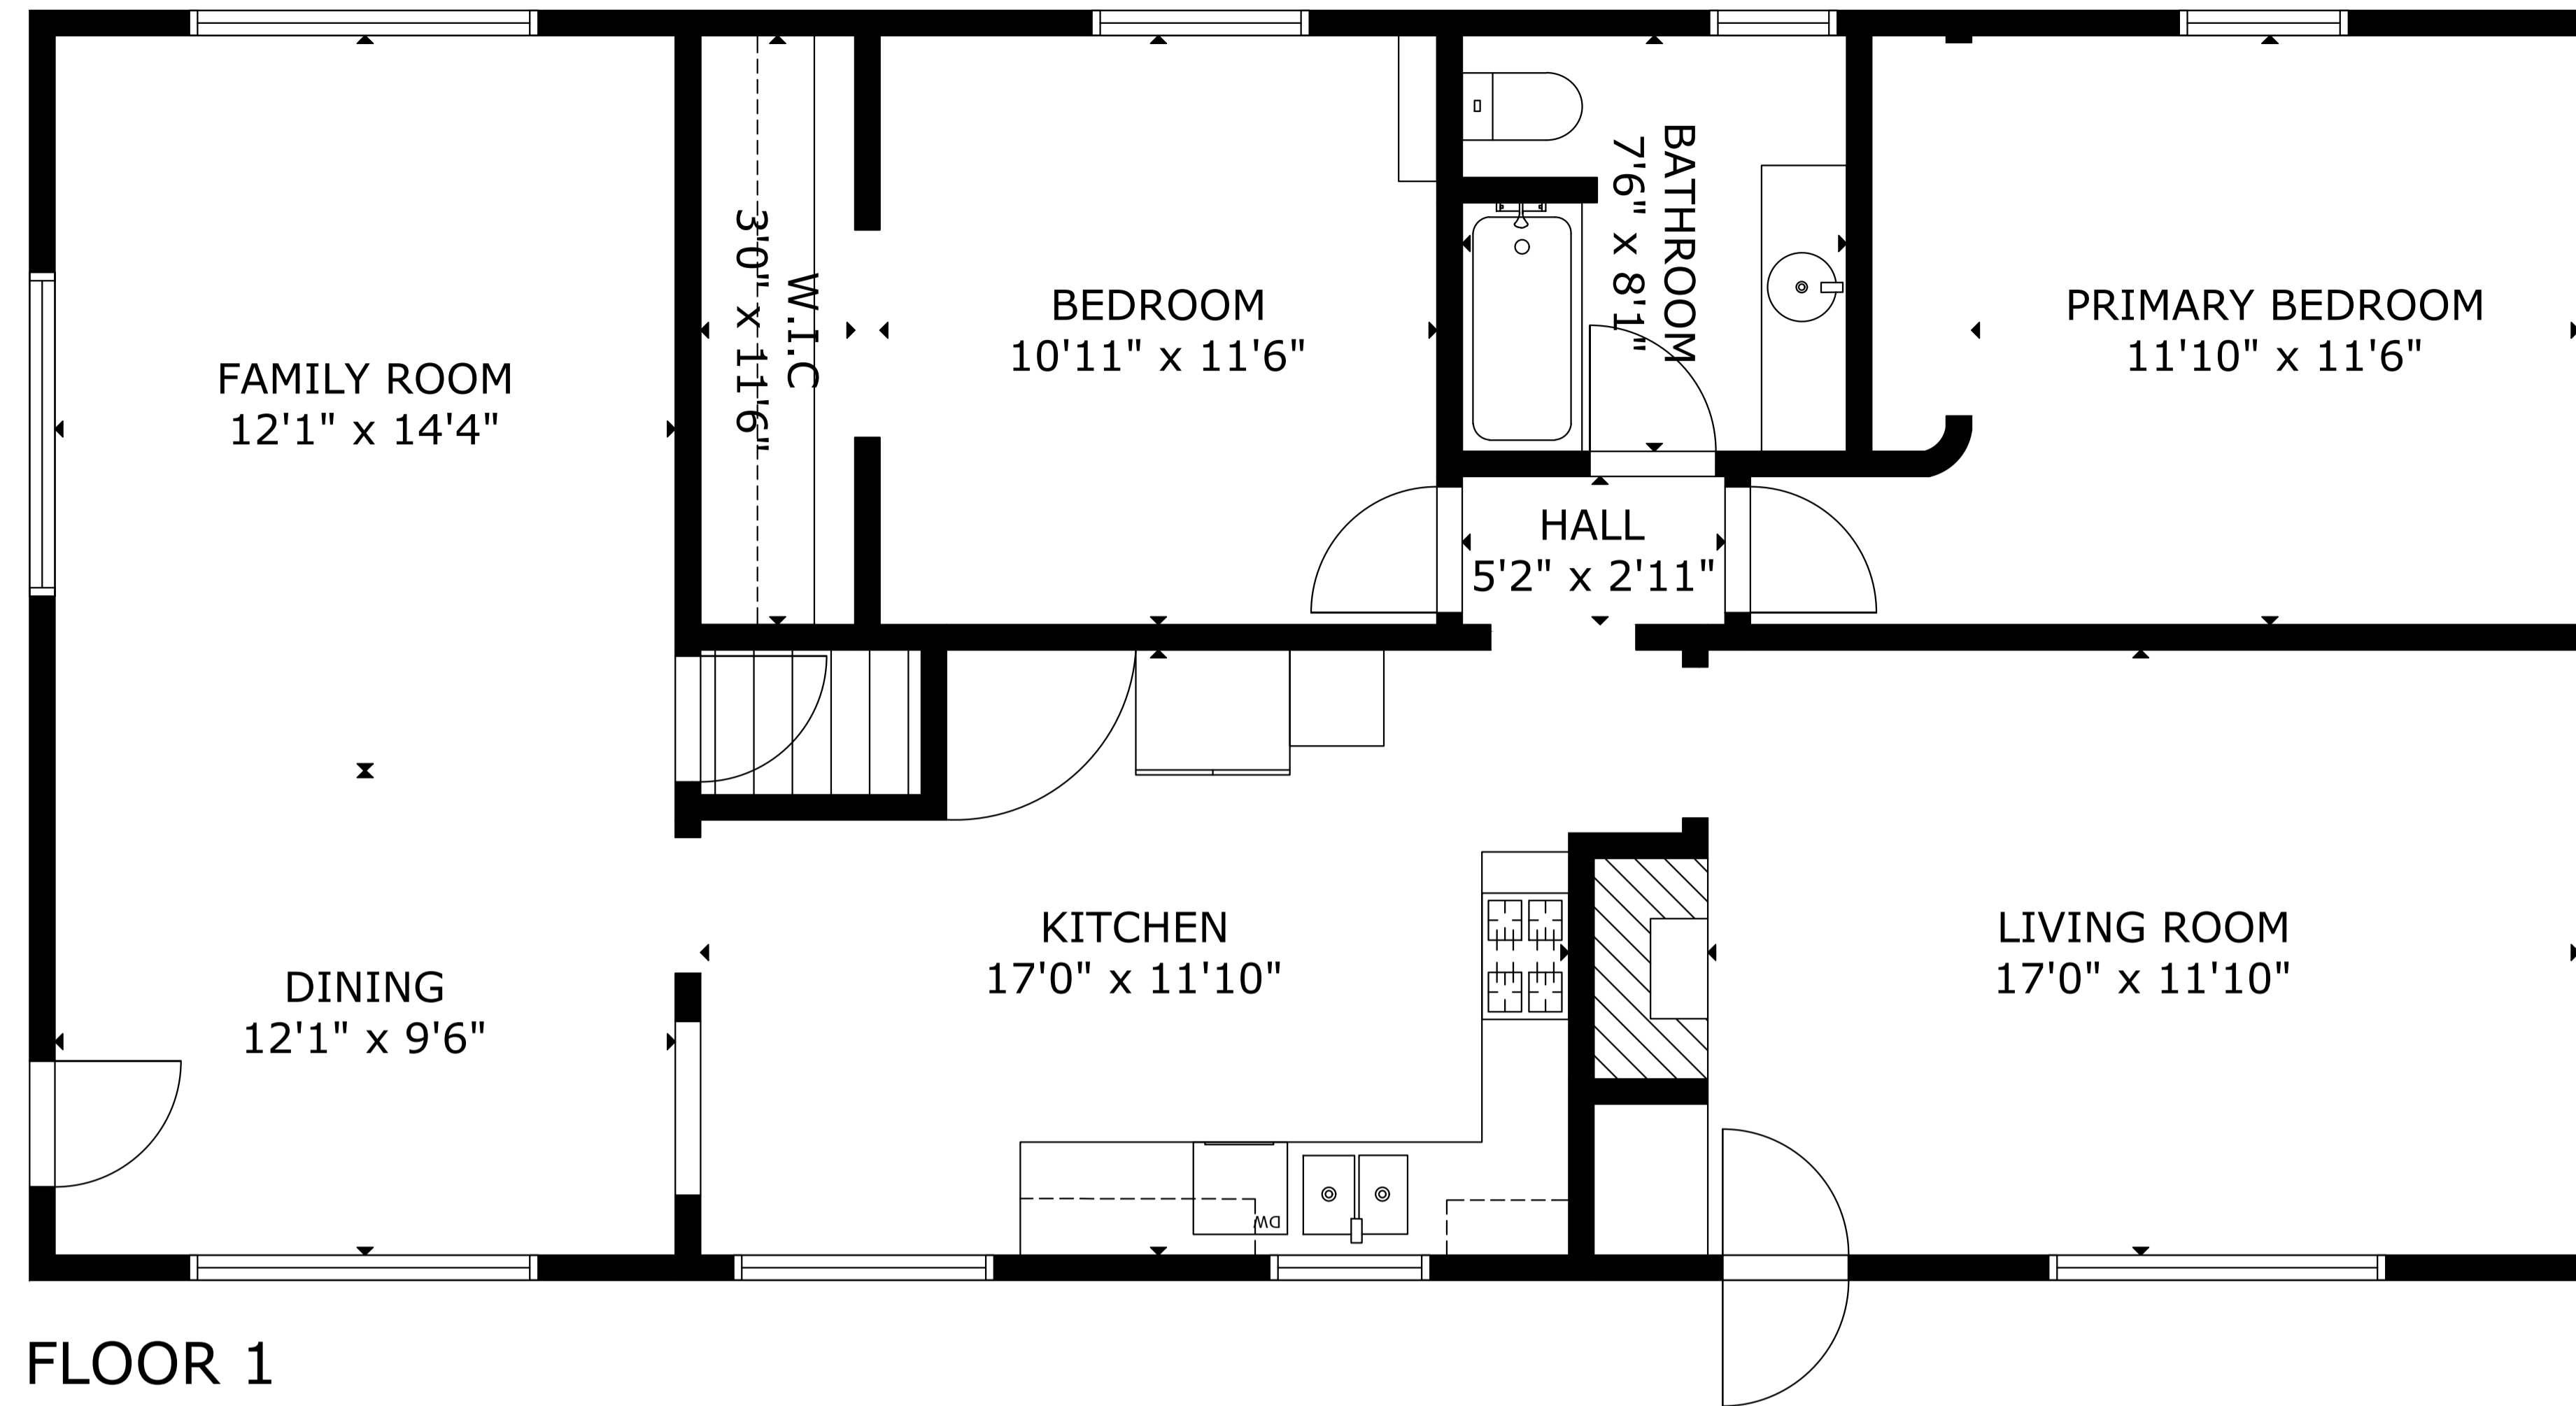 FAMILY ROOM
12'1" x 14'4"
W.I.C
3'0" x 11'6"
BEDROOM
10'11" x 11'6"
BATHROOM
7'6" x 8'1"
PRIMARY BEDROOM
11'10" x 11'6"
HALL
5'2" x 2'11"
DINING
12'1" x 9'6"
KITCHEN
17'0" x 11'10"
LIVING ROOM
17'0" x 11'10"
DW
FLOOR 1